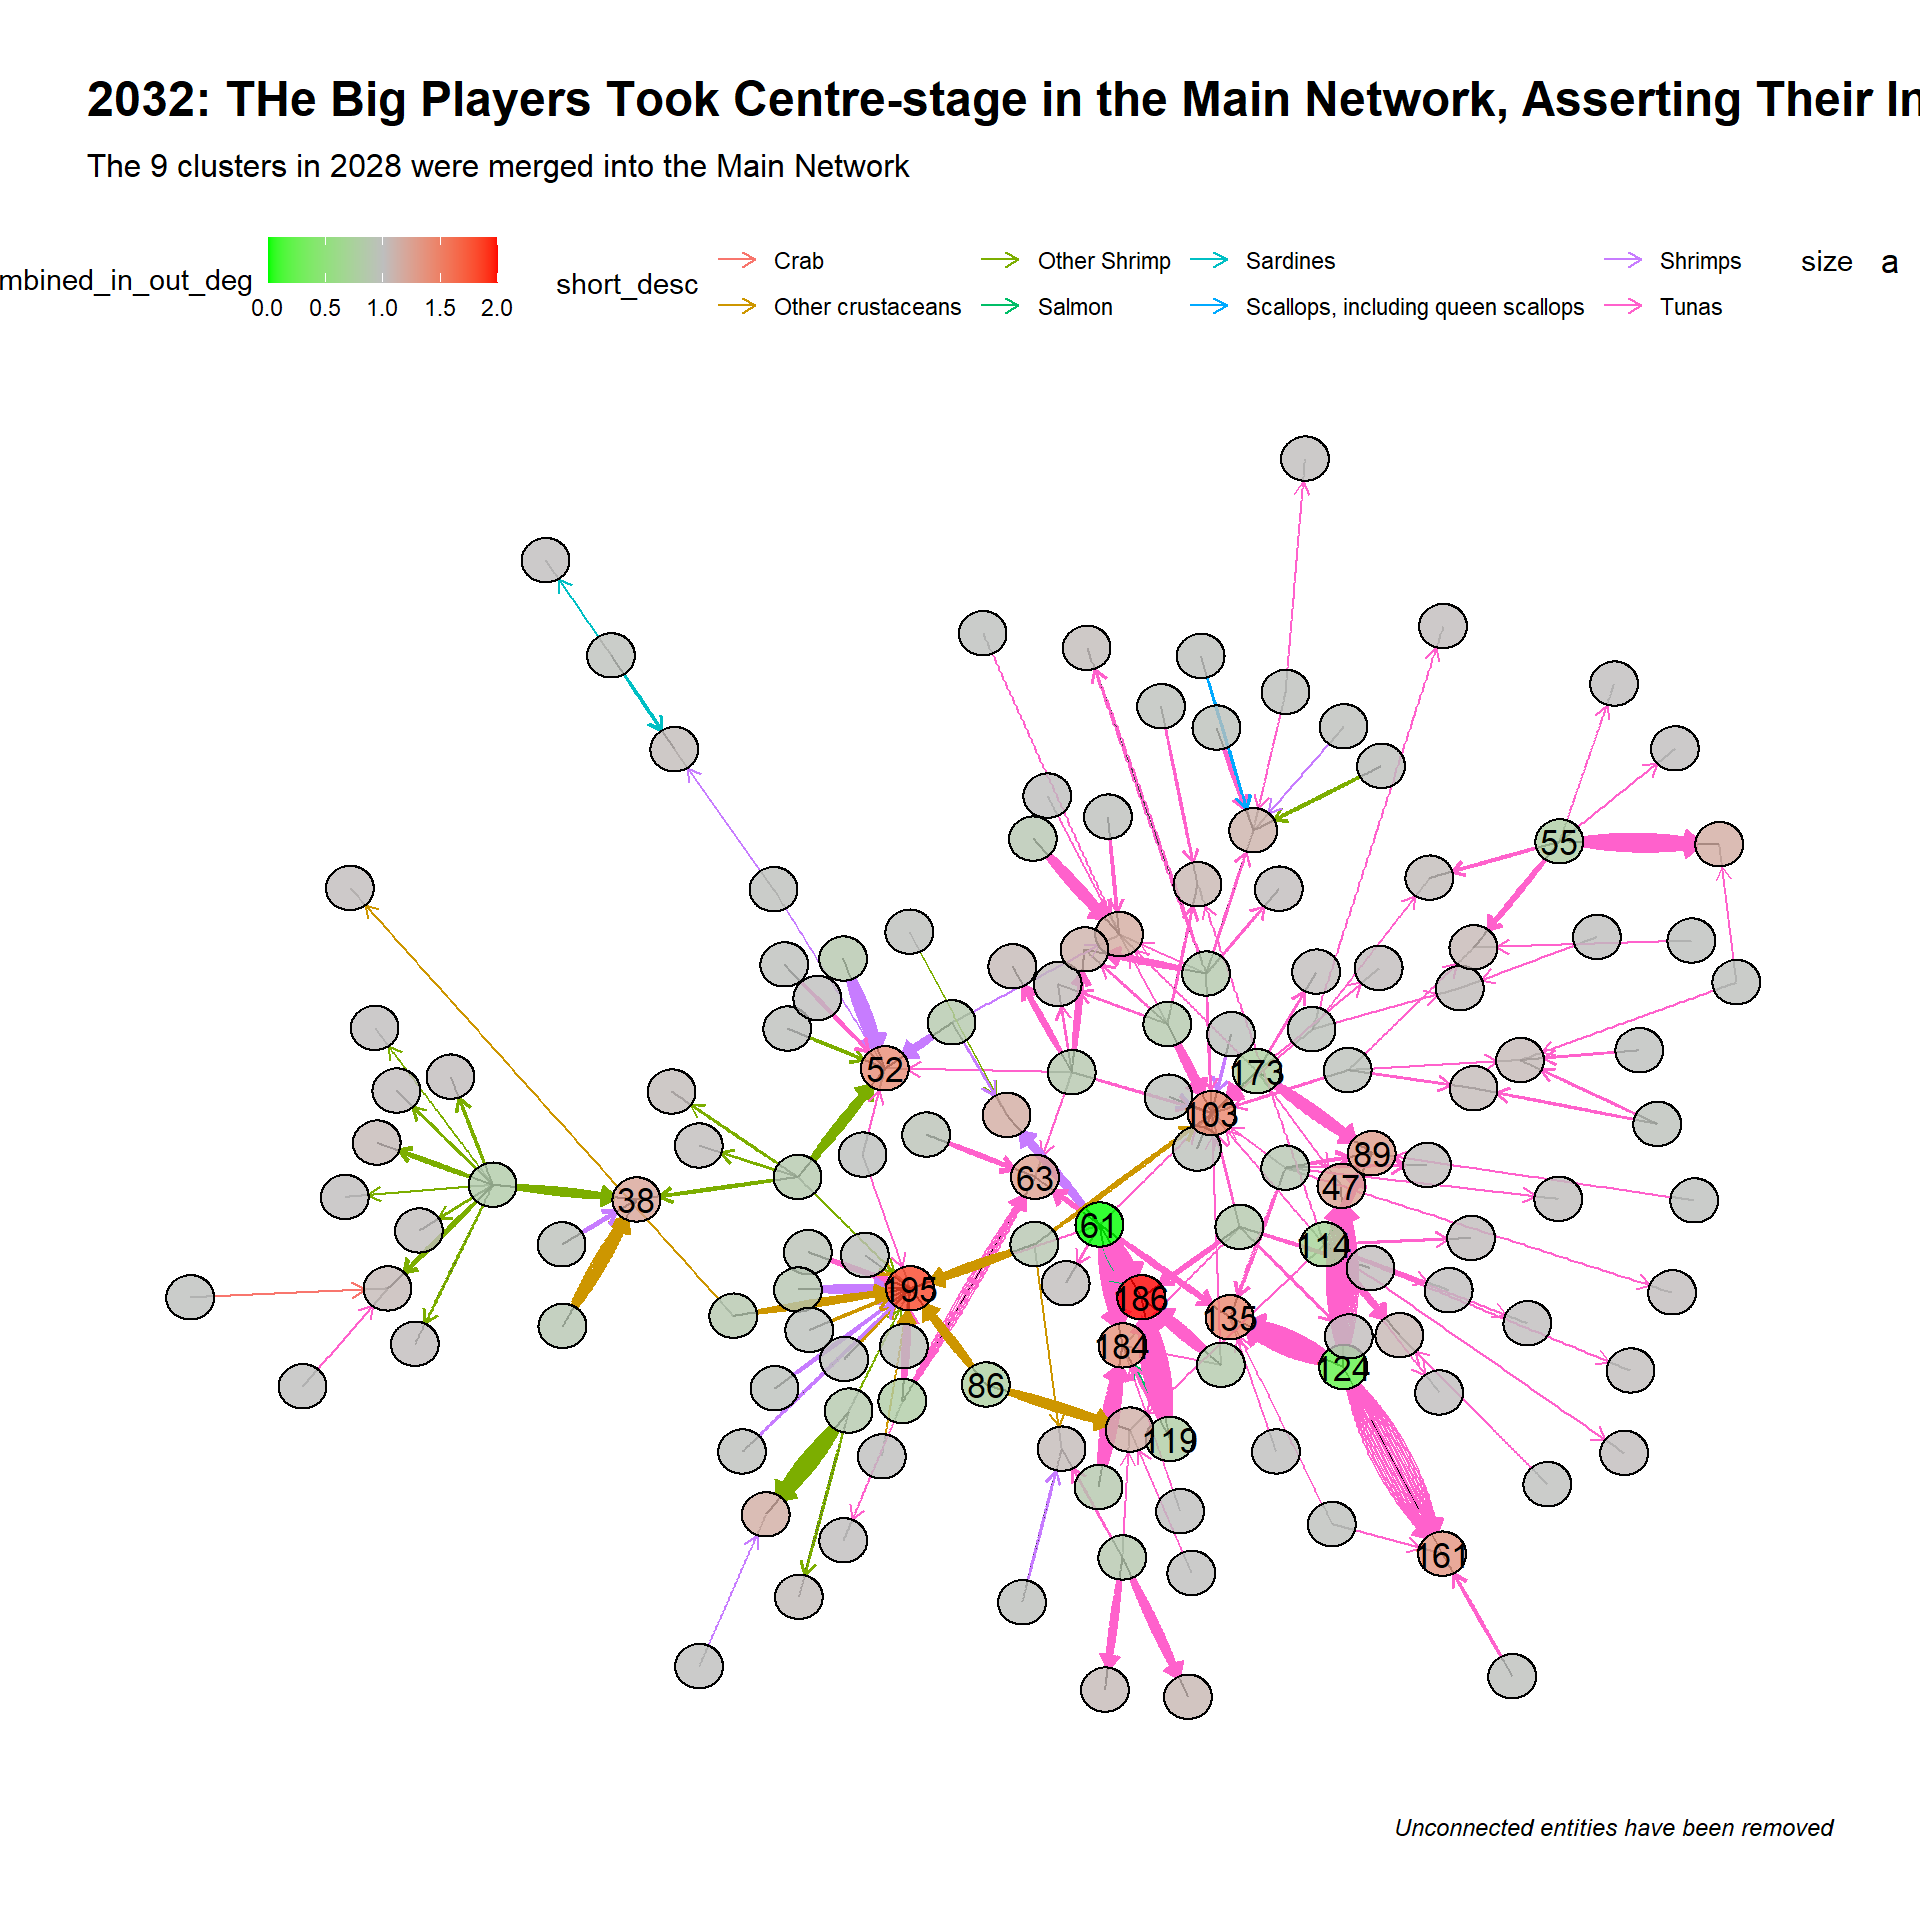 2032: THe Big Players Took Centre-stage in the Main Network, Asserting Their In
The 9 clusters in 2028 were merged into the Main Network
mbined_in_out_deg
0.0 0.5 1.0 1.5 2.0
short_desc
Crab
Other crustaceans
Other Shrimp
Salmon
Sardines
Scallops, including queen scallops
Shrimps
Tunas
size a
55
52
173
103
89
63
47
38
61
114
195
186
135
184
124
86
119
161
Unconnected entities have been removed